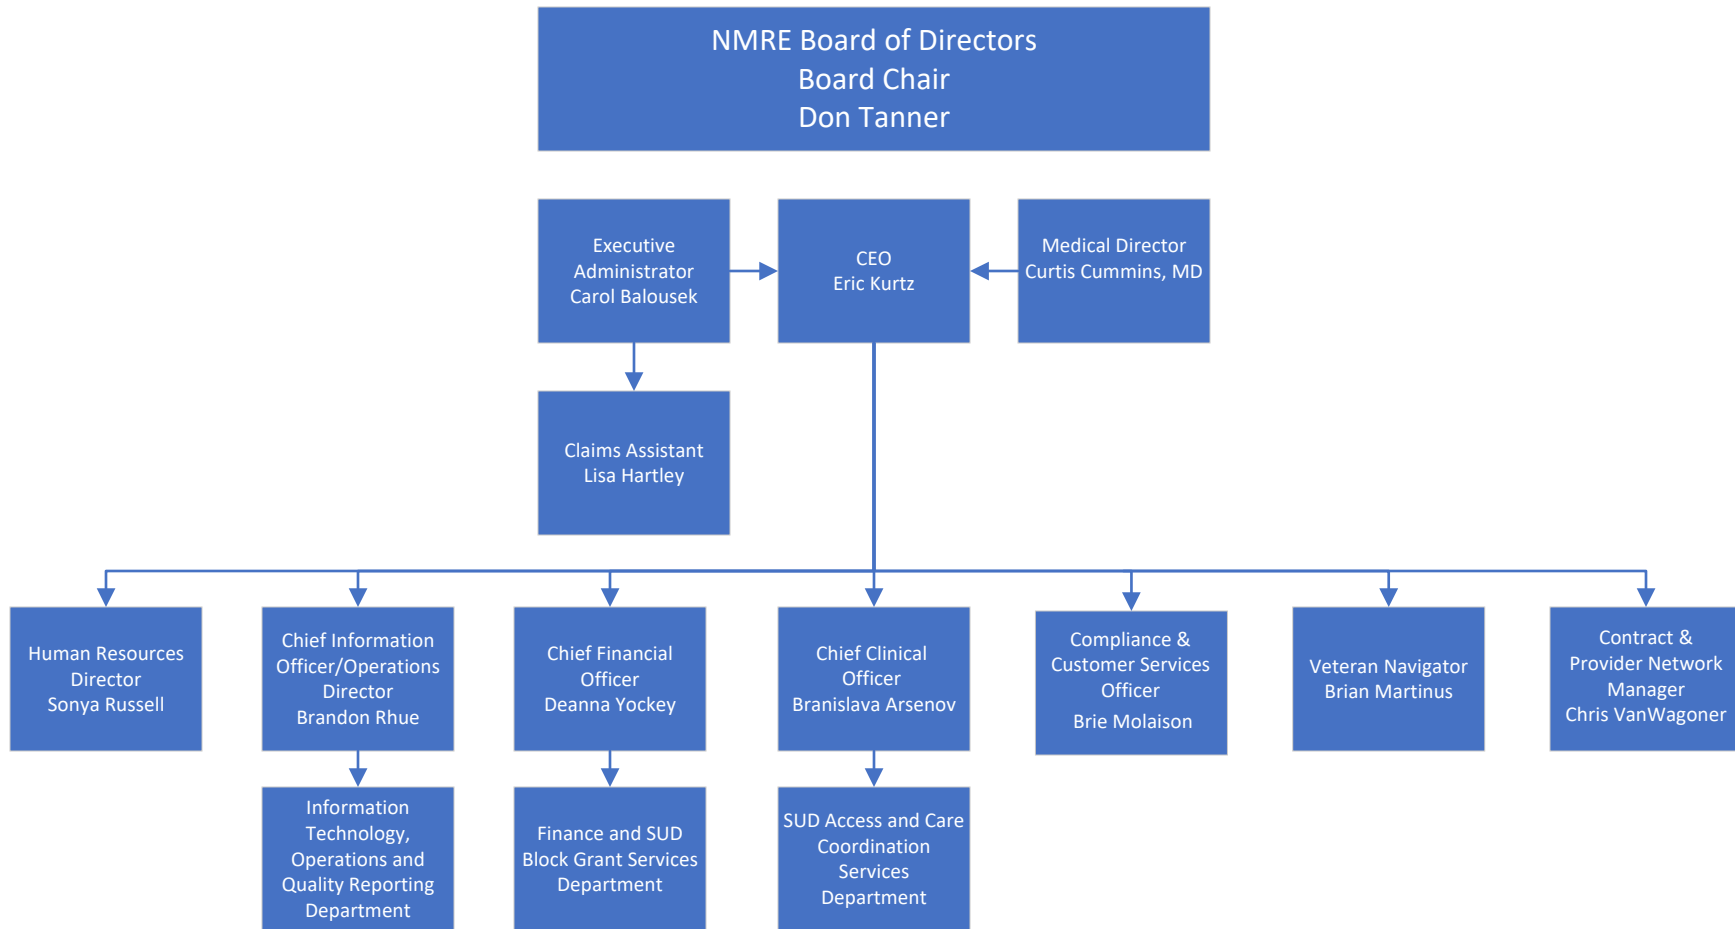 NMRE Board of Directors
Board Chair
Don Tanner
Executive
Administrator
Carol Balousek
CEO
Eric Kurtz
Medical Director
Curtis Cummins, MD
Claims Assistant
Lisa Hartley
Human Resources
Director
Sonya Russell
Chief Information
Officer/Operations
Director
Brandon Rhue
Chief Financial
Officer
Deanna Yockey
Chief Clinical
Officer
Branislava Arsenov
Compliance &
Customer Services
Officer
Brie Molaison
Veteran Navigator
Brian Martinus
Contract &
Provider Network
Manager
Chris VanWagoner
Information
Technology,
Operations and
Quality Reporting
Department
Finance and SUD
Block Grant Services
Department
SUD Access and Care
Coordination
Services
Department